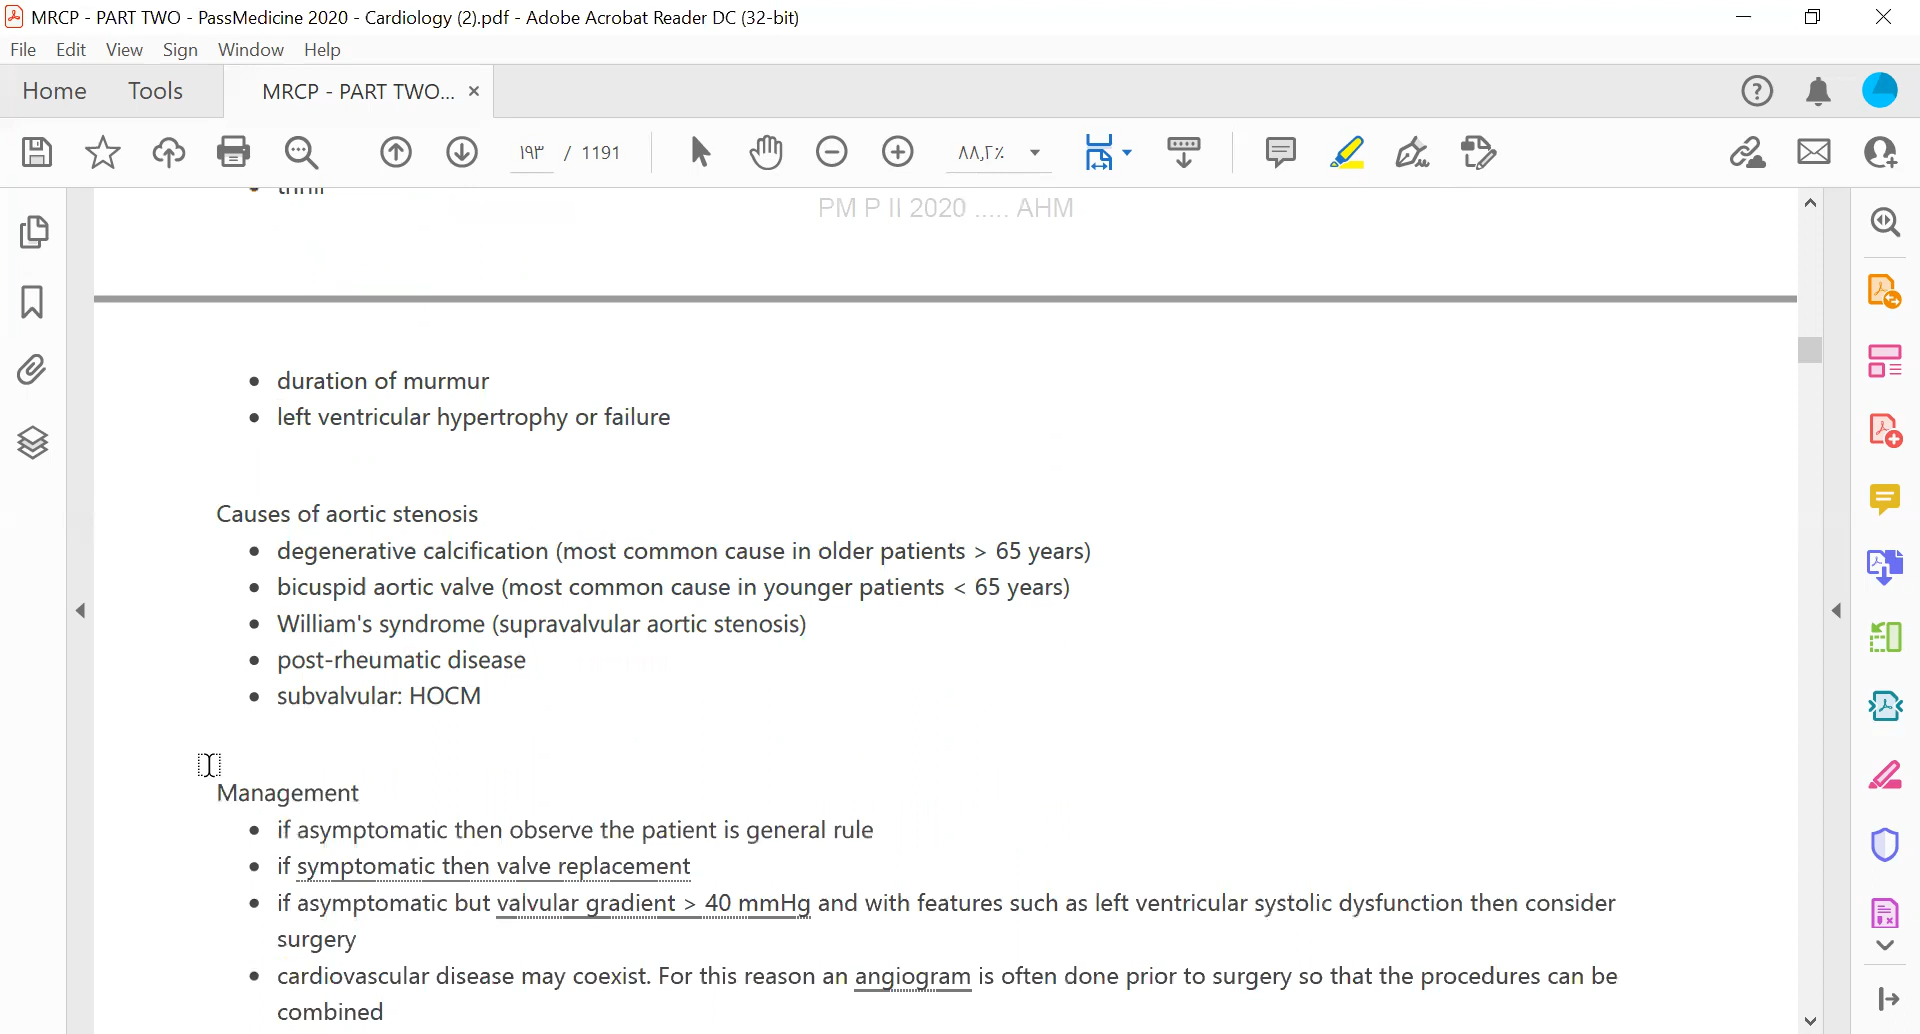 MRCP - PART TWO - PassMedicine 2020 - Cardiology (2).pdf - Adobe Acrobat Reader DC (32-bit)
File Edit View Sign Window Help
Home Tools MRCP - PART TWO... ×
١٩٣ / 1191 ٨٨,٢٪
thrill
PM P II 2020 ..... AHM
• duration of murmur
• left ventricular hypertrophy or failure
Causes of aortic stenosis
• degenerative calcification (most common cause in older patients > 65 years)
• bicuspid aortic valve (most common cause in younger patients < 65 years)
• William's syndrome (supravalvular aortic stenosis)
• post-rheumatic disease
• subvalvular: HOCM
Management
• if asymptomatic then observe the patient is general rule
• if symptomatic then valve replacement
• if asymptomatic but valvular gradient > 40 mmHg and with features such as left ventricular systolic dysfunction then consider
surgery
• cardiovascular disease may coexist. For this reason an angiogram is often done prior to surgery so that the procedures can be
combined